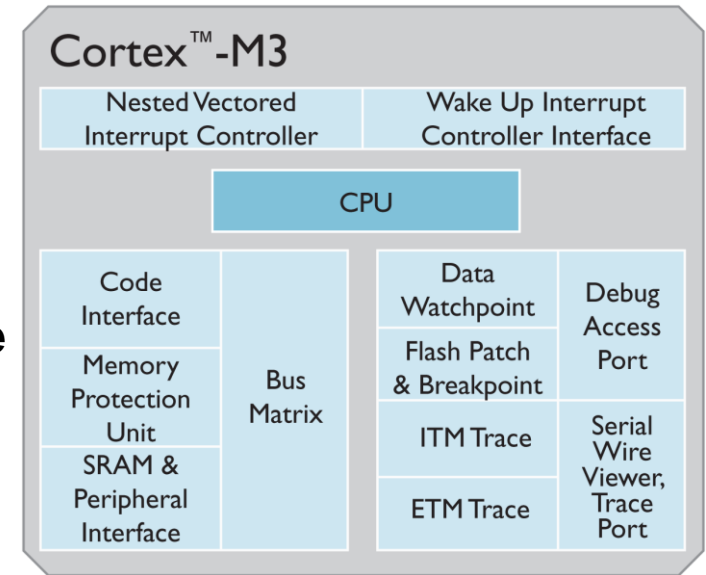 Cortex™-M3
Nested Vectored
Interrupt Controller
Wake Up Interrupt
Controller Interface
CPU
Code
Interface
Memory
Protection
Unit
SRAM &
Peripheral
Interface
Bus
Matrix
Data
Watchpoint
Flash Patch
& Breakpoint
ITM Trace
ETM Trace
Debug
Access
Port
Serial
Wire
Viewer,
Trace
Port
e